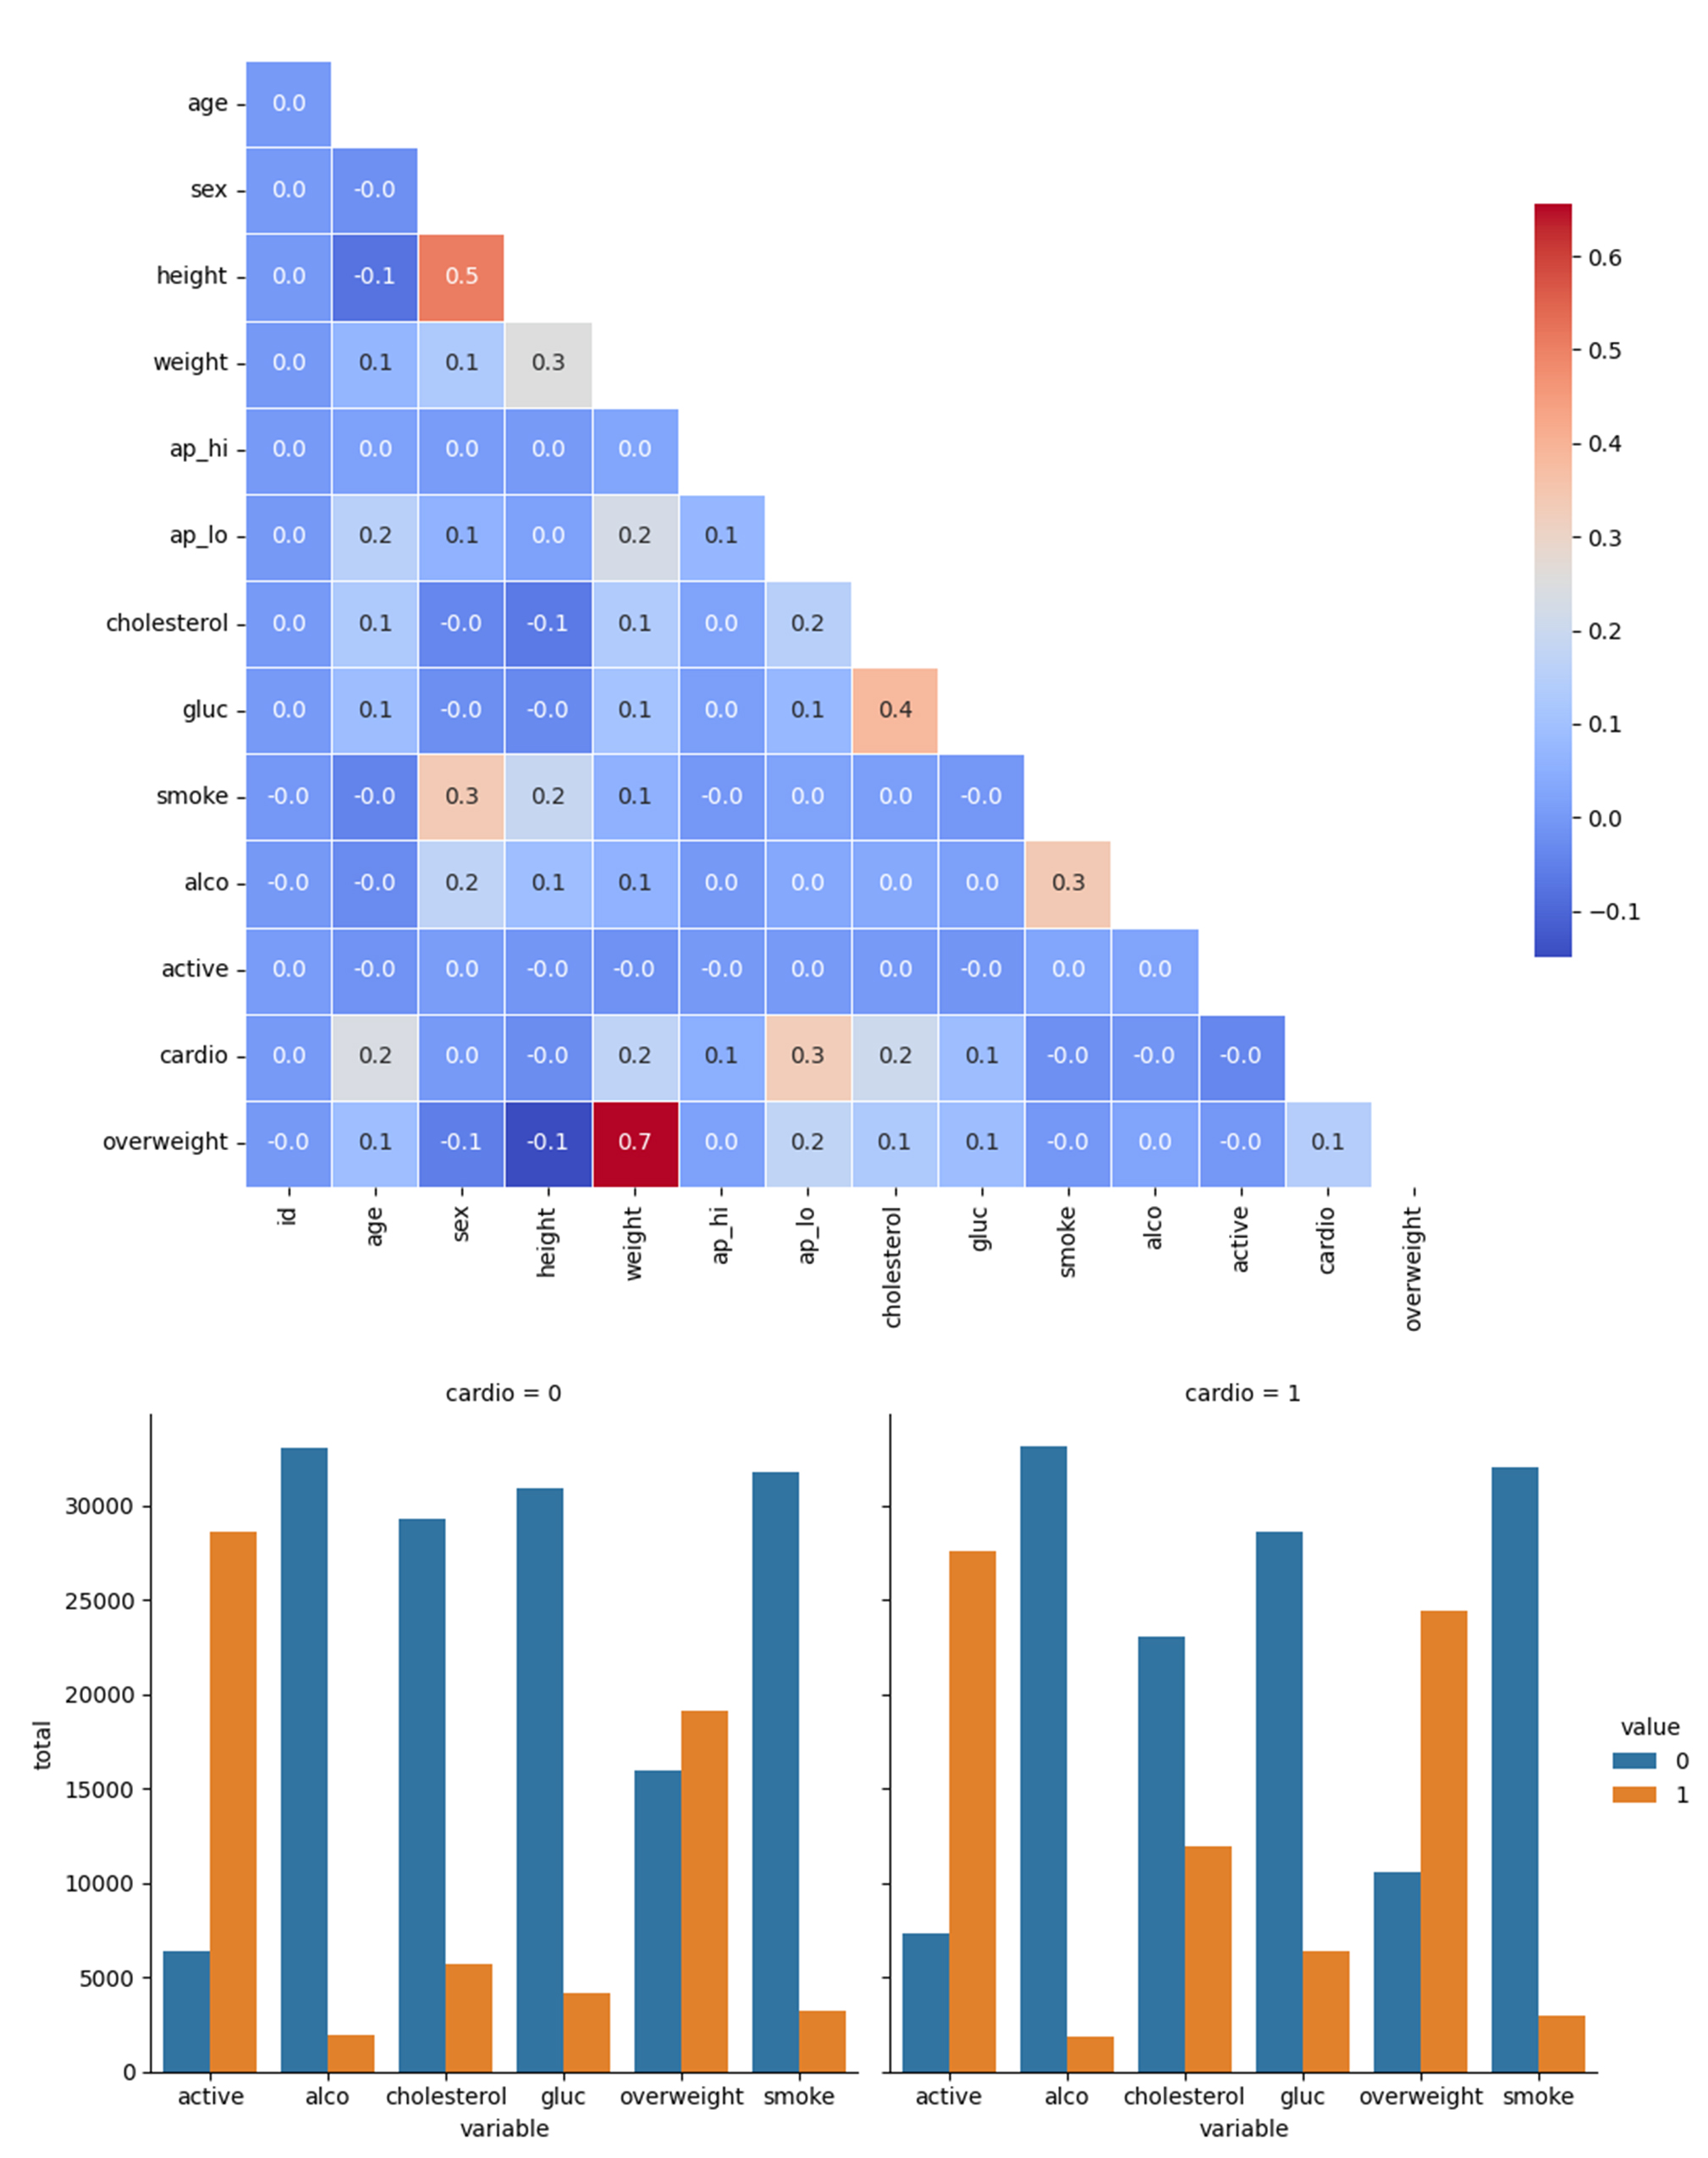 age 0.0
sex 0.0 -0.0
height 0.0 -0.1 0.5
weight 0.0 0.1 0.1 0.3
ap_hi 0.0 0.0 0.0 0.0 0.0
ap_lo 0.0 0.2 0.1 0.0 0.2 0.1
cholesterol 0.0 0.1 -0.0 -0.1 0.1 0.0 0.2
gluc 0.0 0.1 -0.0 -0.0 0.1 0.0 0.1 0.4
smoke -0.0 -0.0 0.3 0.2 0.1 -0.0 0.0 0.0 -0.0
alco -0.0 -0.0 0.2 0.1 0.1 0.0 0.0 0.0 0.0 0.3
active 0.0 -0.0 0.0 -0.0 -0.0 -0.0 0.0 0.0 -0.0 0.0 0.0
cardio 0.0 0.2 0.0 -0.0 0.2 0.1 0.3 0.2 0.1 -0.0 -0.0 -0.0
overweight -0.0 0.1 -0.1 -0.1 0.7 0.0 0.2 0.1 0.1 -0.0 0.0 -0.0 0.1
id age sex height weight ap_hi ap_lo cholesterol gluc smoke alco active cardio overweight
0.6
0.5
0.4
0.3
0.2
0.1
0.0
−0.1
cardio = 0
cardio = 1
30000
25000
20000
15000
10000
5000
0
total
active alco cholesterol gluc overweight smoke
variable
active alco cholesterol gluc overweight smoke
variable
value
0
1